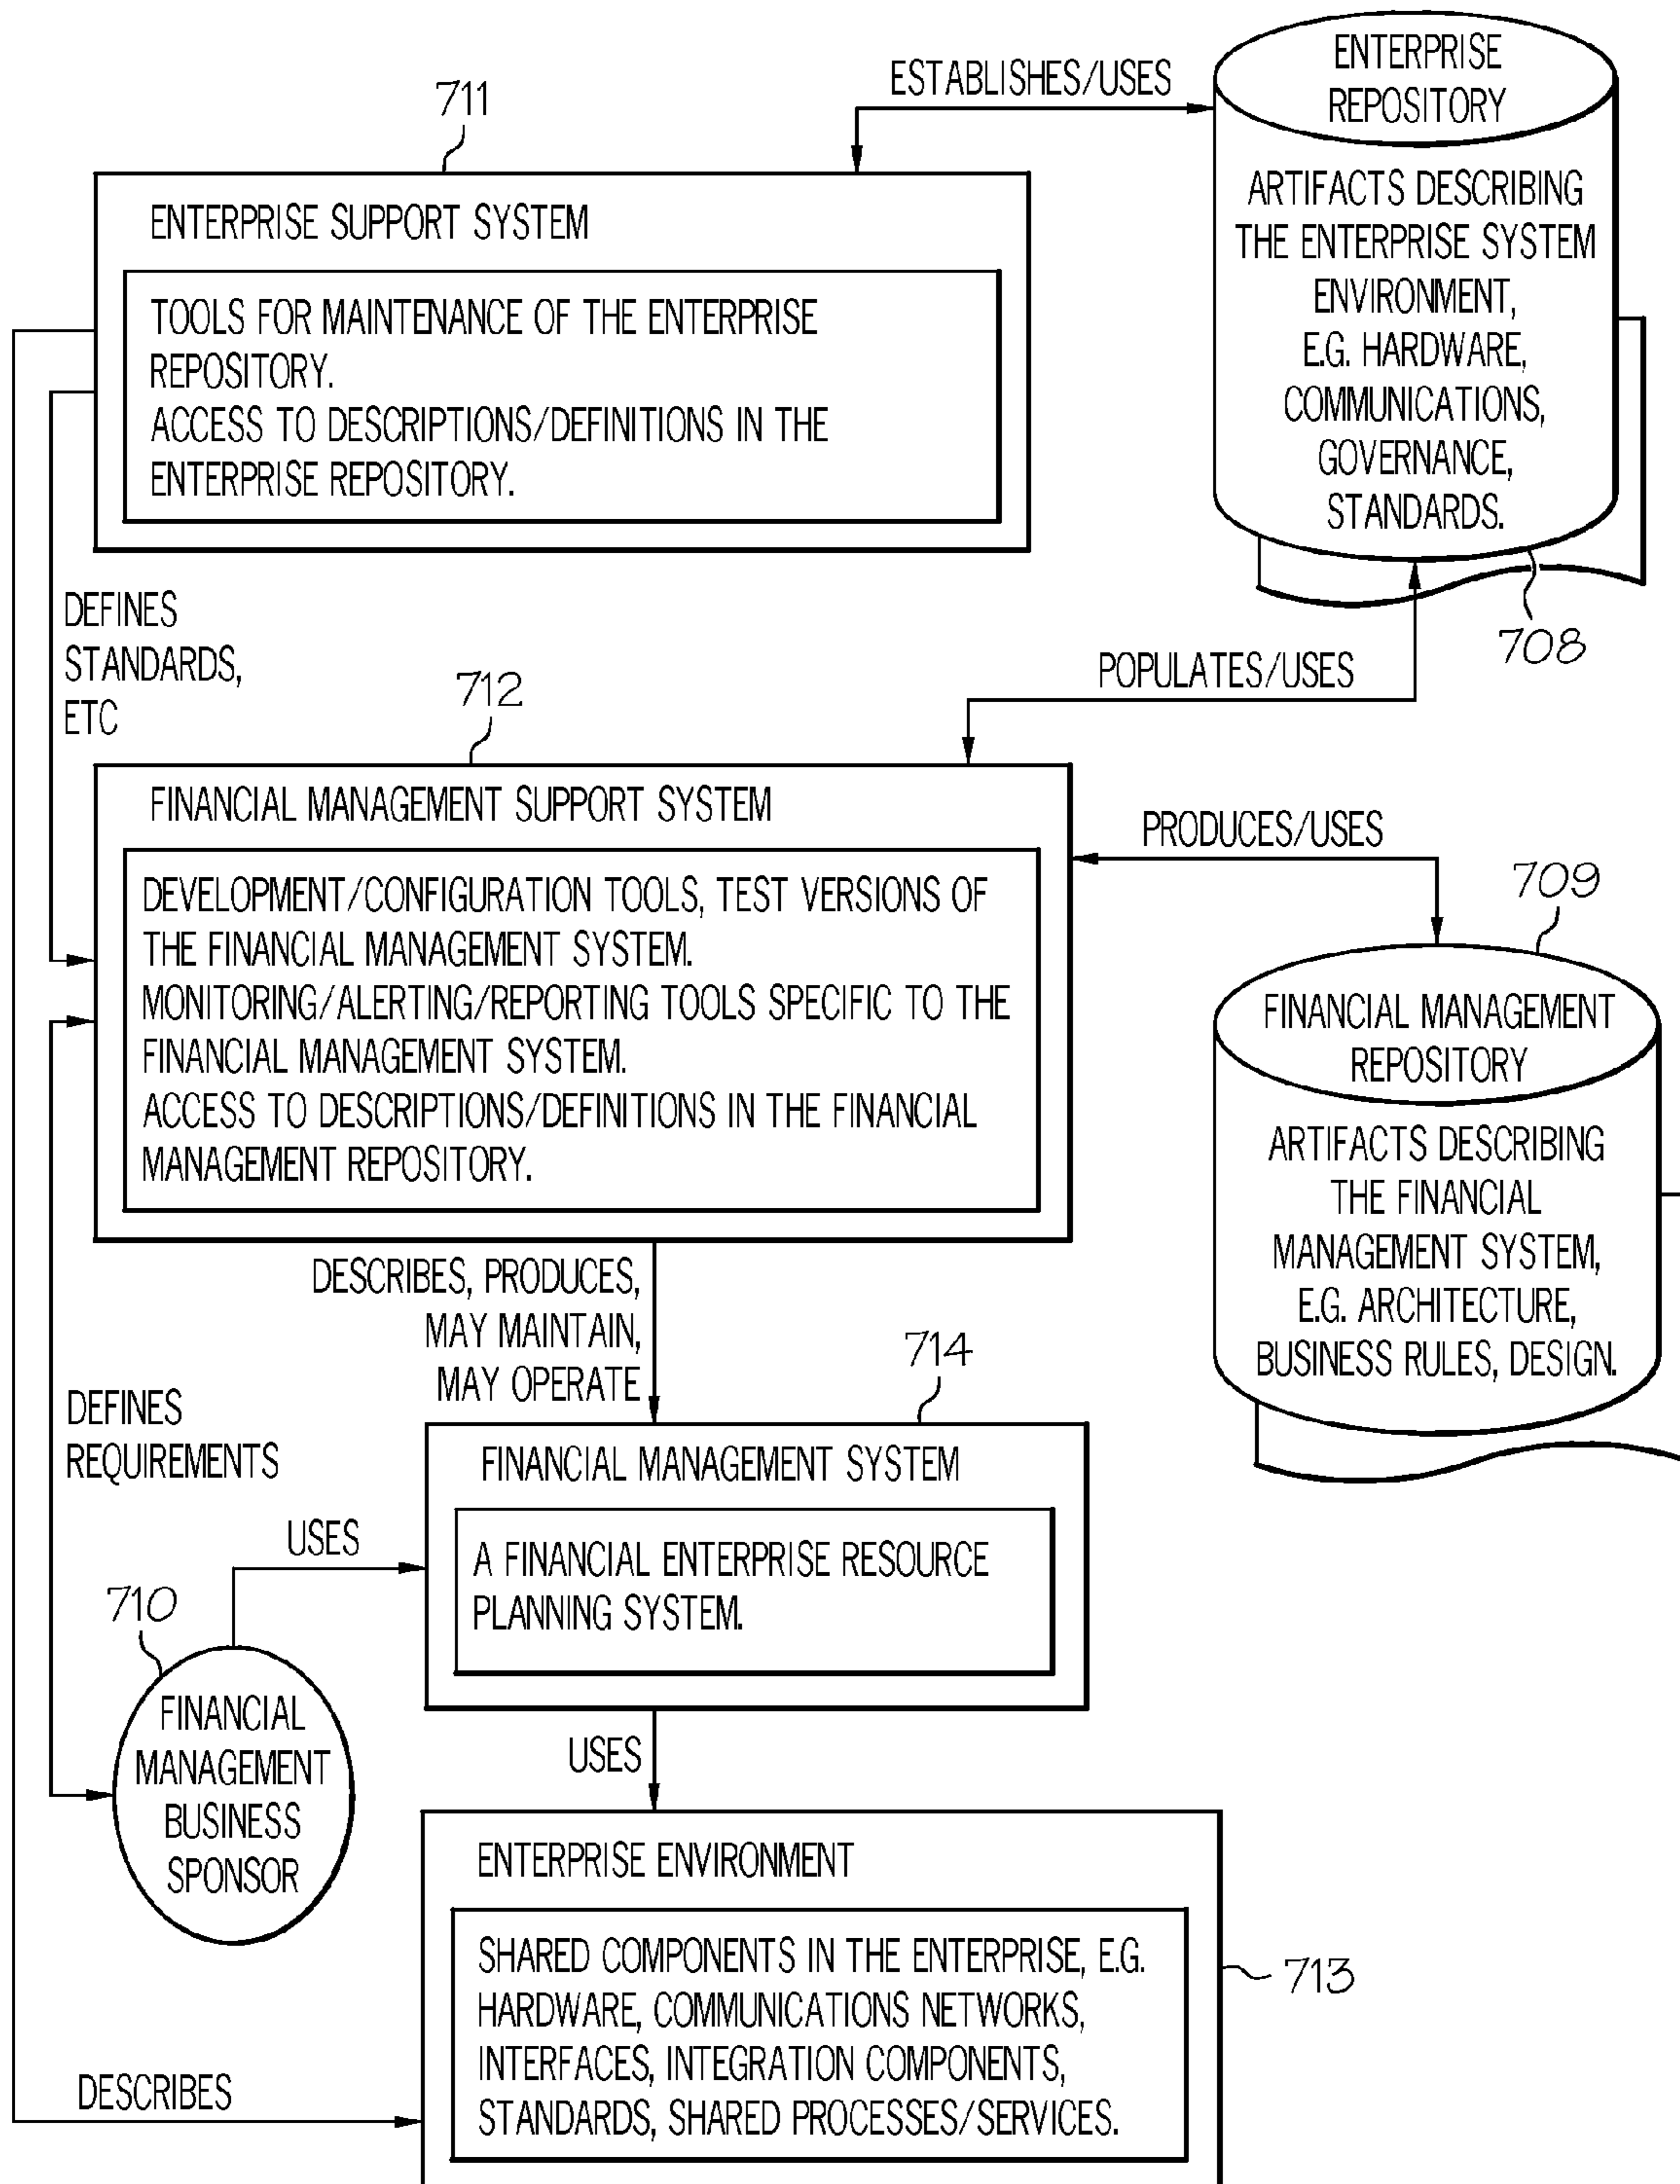 ENTERPRISE
REPOSITORY
ESTABLISHES/USES
711
ARTIFACTS DESCRIBING
THE ENTERPRISE SYSTEM
ENVIRONMENT,
E.G. HARDWARE,
COMMUNICATIONS,
GOVERNANCE,
STANDARDS.
708
ENTERPRISE SUPPORT SYSTEM
TOOLS FOR MAINTENANCE OF THE ENTERPRISE
REPOSITORY.
ACCESS TO DESCRIPTIONS/DEFINITIONS IN THE
ENTERPRISE REPOSITORY.
DEFINES
STANDARDS,
ETC
POPULATES/USES
712
FINANCIAL MANAGEMENT SUPPORT SYSTEM
DEVELOPMENT/CONFIGURATION TOOLS, TEST VERSIONS OF
THE FINANCIAL MANAGEMENT SYSTEM.
MONITORING/ALERTING/REPORTING TOOLS SPECIFIC TO THE
FINANCIAL MANAGEMENT SYSTEM.
ACCESS TO DESCRIPTIONS/DEFINITIONS IN THE FINANCIAL
MANAGEMENT REPOSITORY.
PRODUCES/USES
709
FINANCIAL MANAGEMENT
REPOSITORY
ARTIFACTS DESCRIBING
THE FINANCIAL
MANAGEMENT SYSTEM,
E.G. ARCHITECTURE,
BUSINESS RULES, DESIGN.
DESCRIBES, PRODUCES,
MAY MAINTAIN,
MAY OPERATE
714
DEFINES
REQUIREMENTS
FINANCIAL MANAGEMENT SYSTEM
A FINANCIAL ENTERPRISE RESOURCE
PLANNING SYSTEM.
USES
710
FINANCIAL
MANAGEMENT
BUSINESS
SPONSOR
USES
ENTERPRISE ENVIRONMENT
SHARED COMPONENTS IN THE ENTERPRISE, E.G.
HARDWARE, COMMUNICATIONS NETWORKS,
INTERFACES, INTEGRATION COMPONENTS,
STANDARDS, SHARED PROCESSES/SERVICES.
713
DESCRIBES